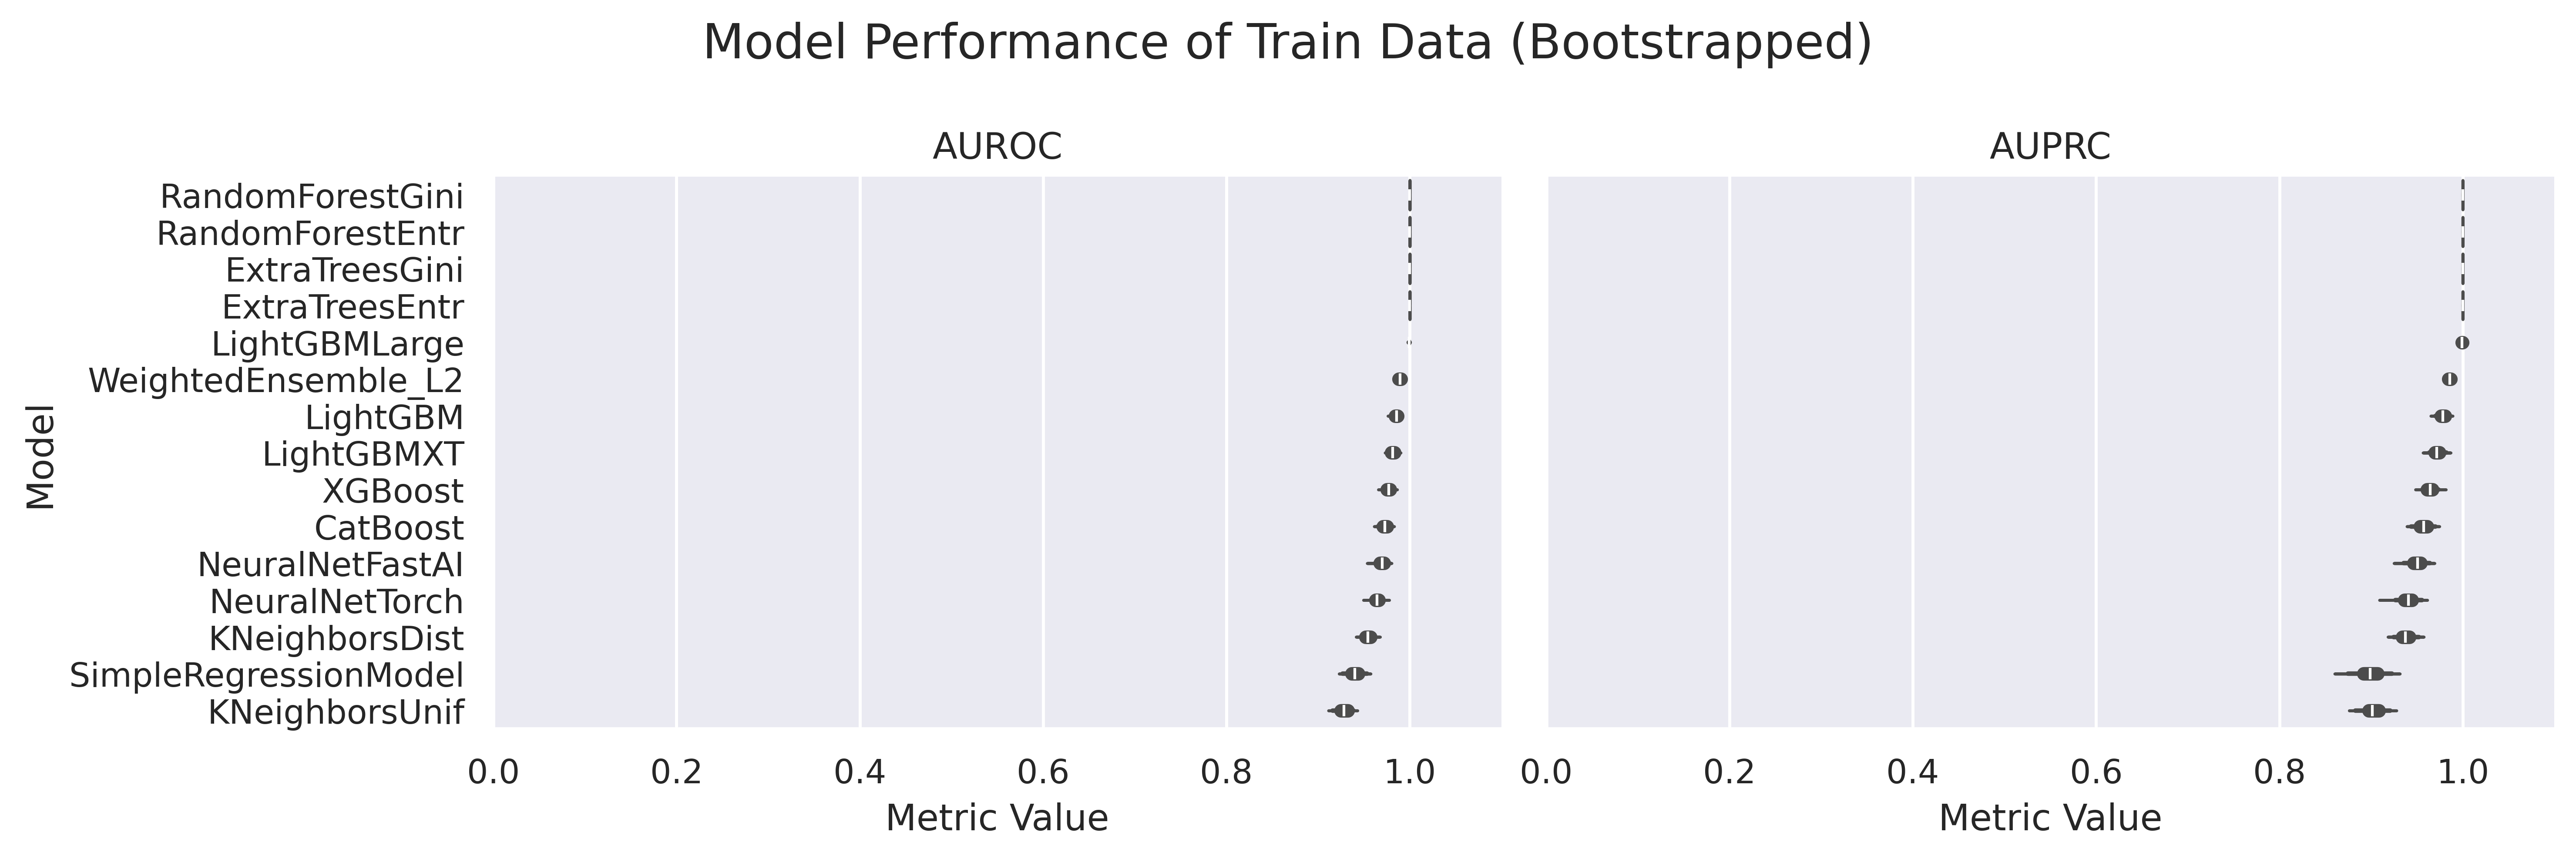 Model Performance of Train Data (Bootstrapped)
AUROC
AUPRC
Model
RandomForestGini
RandomForestEntr
ExtraTreesGini
ExtraTreesEntr
LightGBMLarge
WeightedEnsemble_L2
LightGBM
LightGBMXT
XGBoost
CatBoost
NeuralNetFastAI
NeuralNetTorch
KNeighborsDist
SimpleRegressionModel
KNeighborsUnif
0.0 0.2 0.4 0.6 0.8 1.0
0.0 0.2 0.4 0.6 0.8 1.0
Metric Value
Metric Value